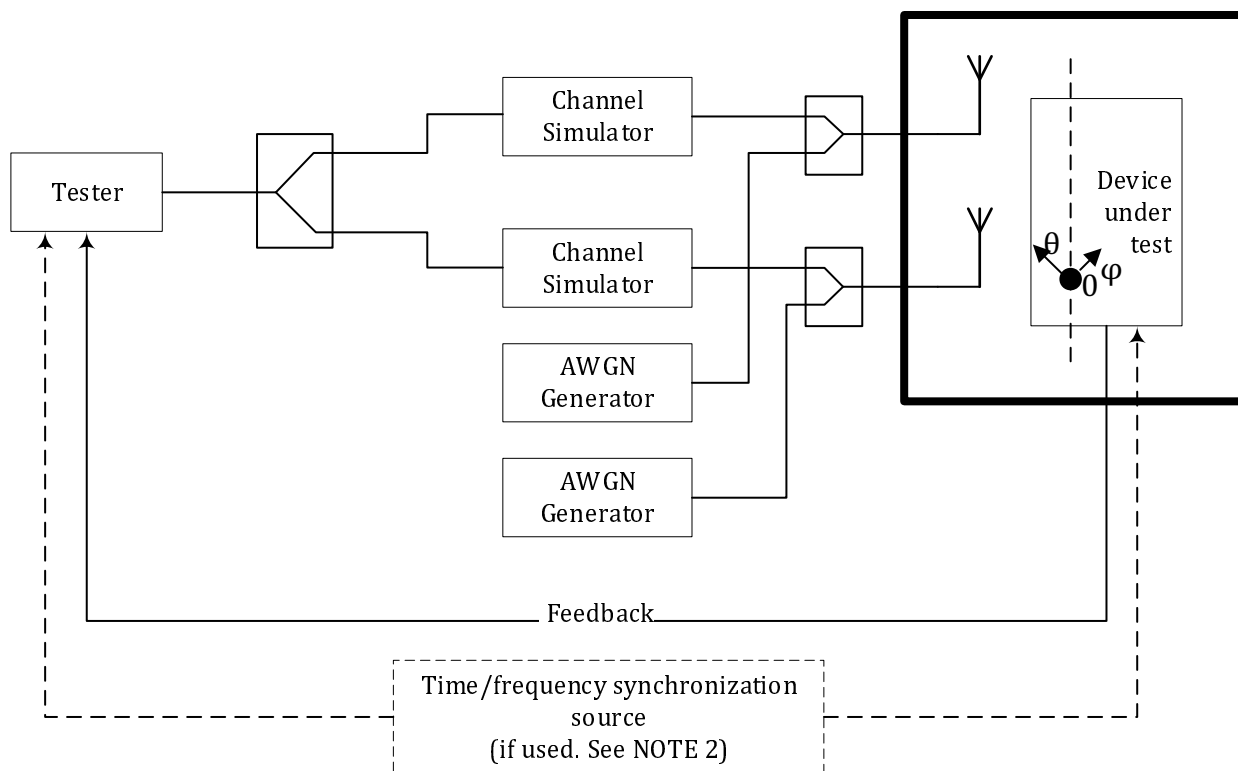 Tester
Channel
Simulator
Channel
Simulator
AWGN
Generator
AWGN
Generator
Device
under
test
θ
0
φ
Feedback
Time/frequency synchronization
source
(if used. See NOTE 2)